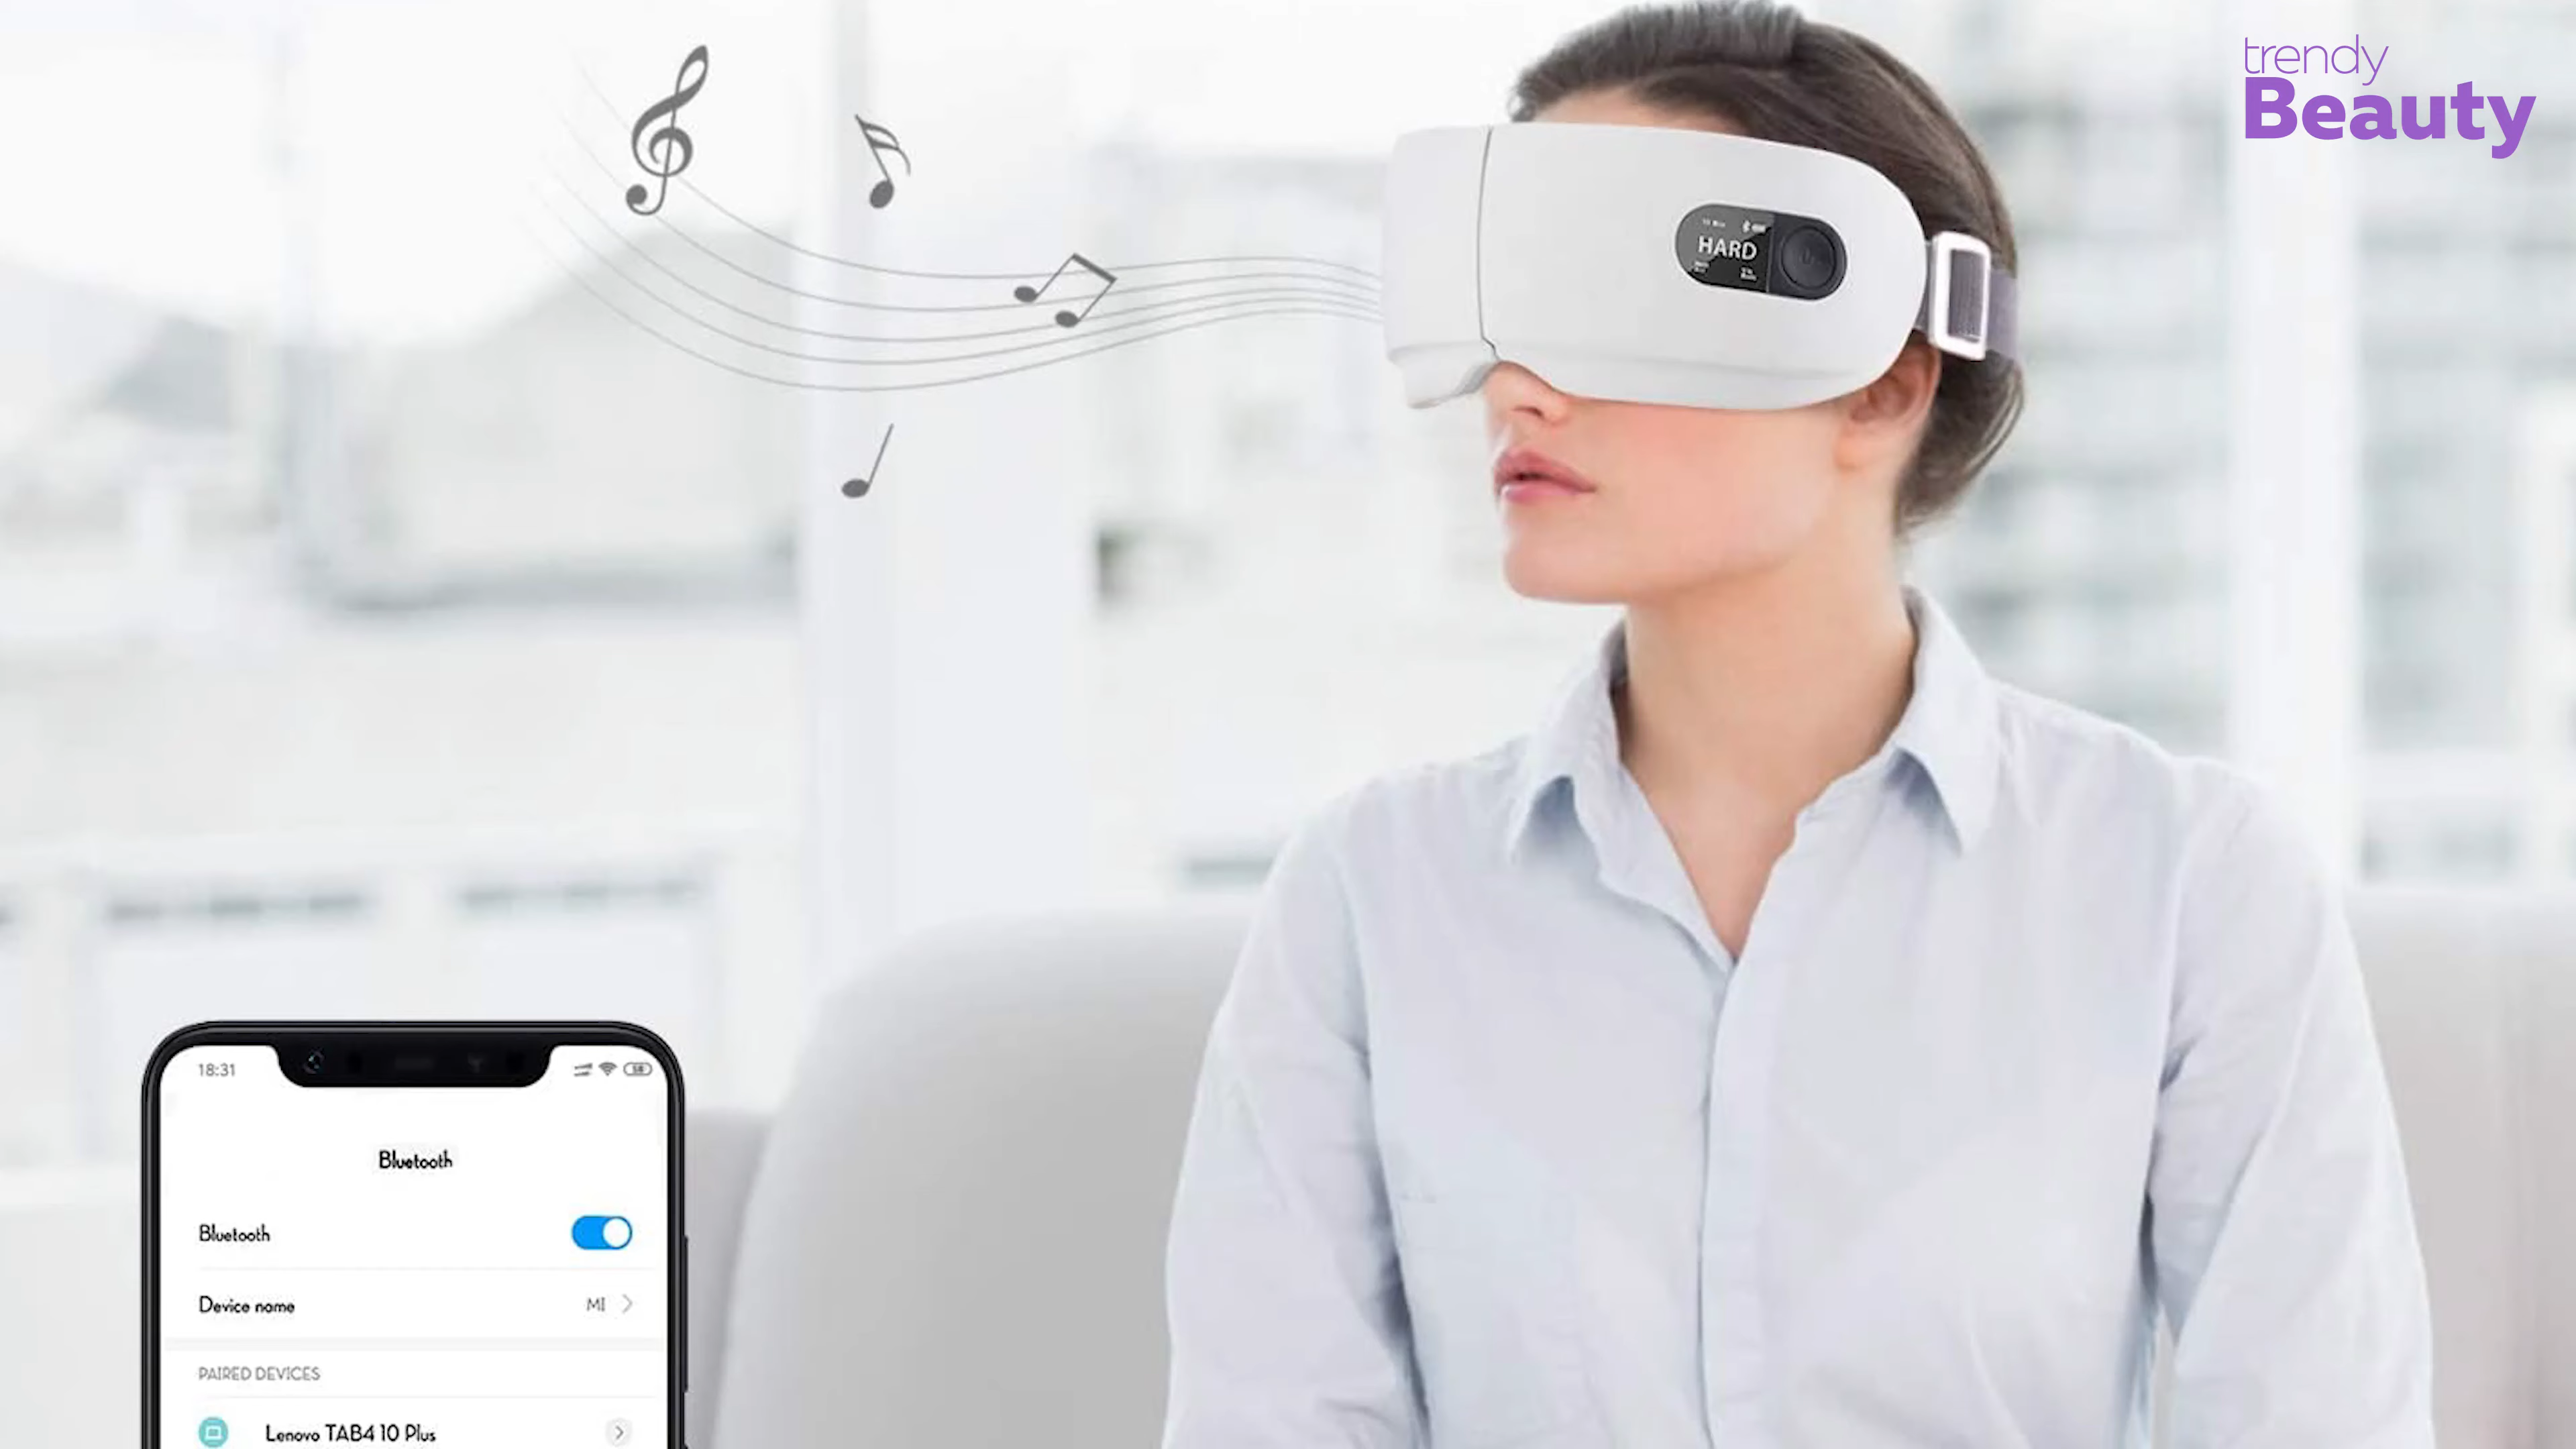 trendy
Beauty
HARD
18:31
Bluetooth
Bluetooth
Device name MI
PAIRED DEVICES
Lenovo TAB4 10 Plus